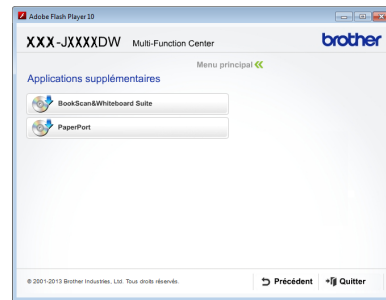 Adobe Flash Player 10
XXX-JXXXXDW Multi-Function Center
brother
Menu principal
Applications supplémentaires
BookScan&Whiteboard Suite
PaperPort
© 2001-2013 Brother Industries, Ltd. Tous droits réservés.
Précédent
Quitter